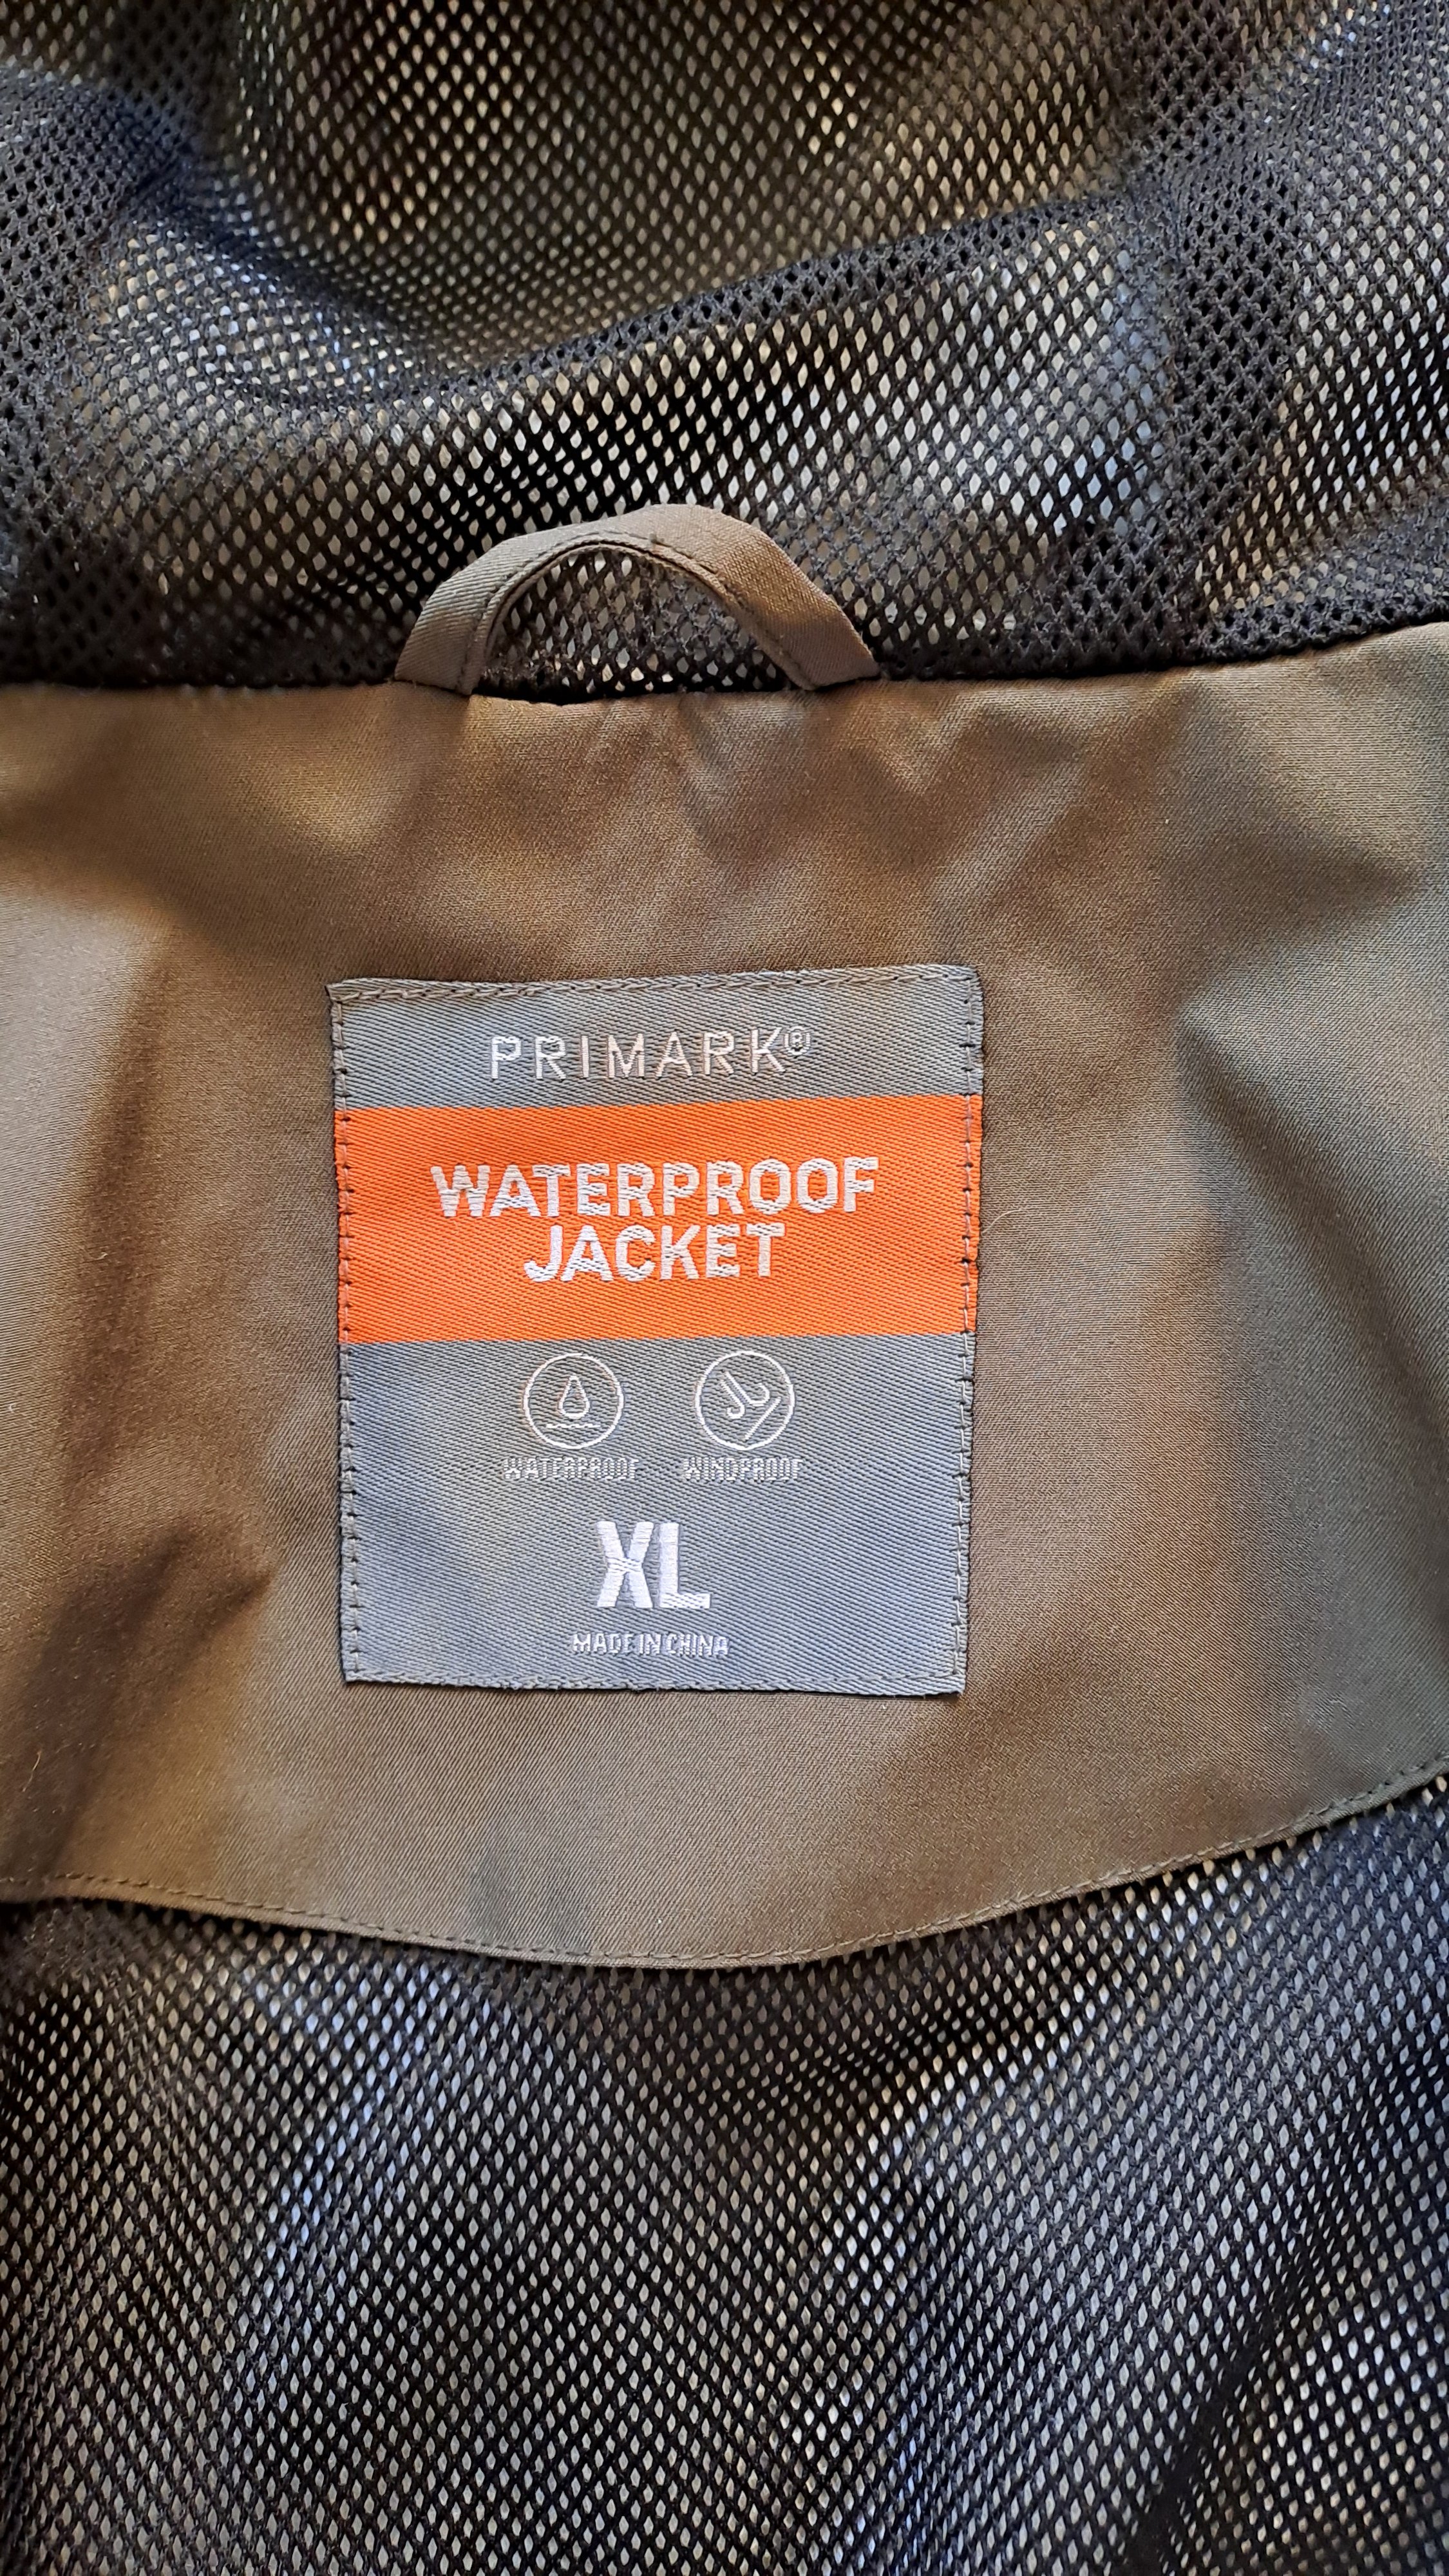 PRIMARK®
WATERPROOF
JACKET
WATERPROOF WINDPROOF
XL
MADE IN CHINA